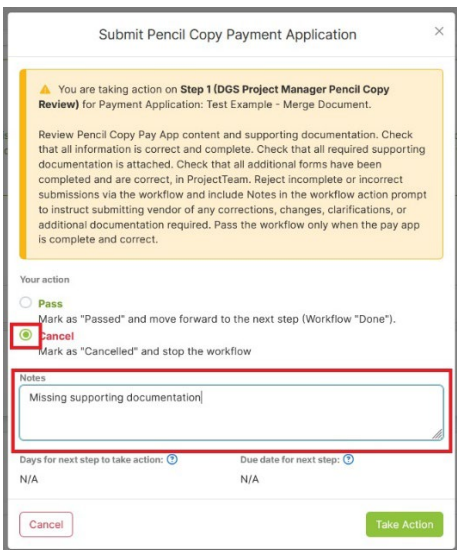 Submit Pencil Copy Payment Application
You are taking action on Step 1 (DGS Project Manager Pencil Copy
Review) for Payment Application: Test Example - Merge Document.
Review Pencil Copy Pay App content and supporting documentation. Check
that all information is correct and complete. Check that all required supporting
documentation is attached. Check that all additional forms have been
completed and are correct, in ProjectTeam. Reject incomplete or incorrect
submissions via the workflow and include Notes in the workflow action prompt
to instruct submitting vendor of any corrections, changes, clarifications, or
additional documentation required. Pass the workflow only when the pay app
is complete and correct.
Your action
Pass
Mark as "Passed" and move forward to the next step (Workflow "Done").
Cancel
Mark as "Cancelled" and stop the workflow
Notes
Missing supporting documentation
Days for next step to take action: Due date for next step:
N/A N/A
Cancel Take Action